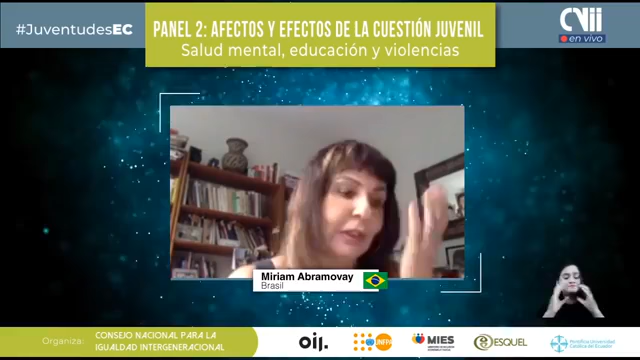 #JuventudesEC
PANEL 2: AFECTOS Y EFECTOS DE LA CUESTIÓN JUVENIL
Salud mental, educación y violencias
CNii
en vivo
Miriam Abramovay
Brasil
Organiza:
CONSEJO NACIONAL PARA LA
IGUALDAD INTERGENERACIONAL
oij.
UNFPA
MIES
ESQUEL
Pontificia Universidad
Católica del Ecuador